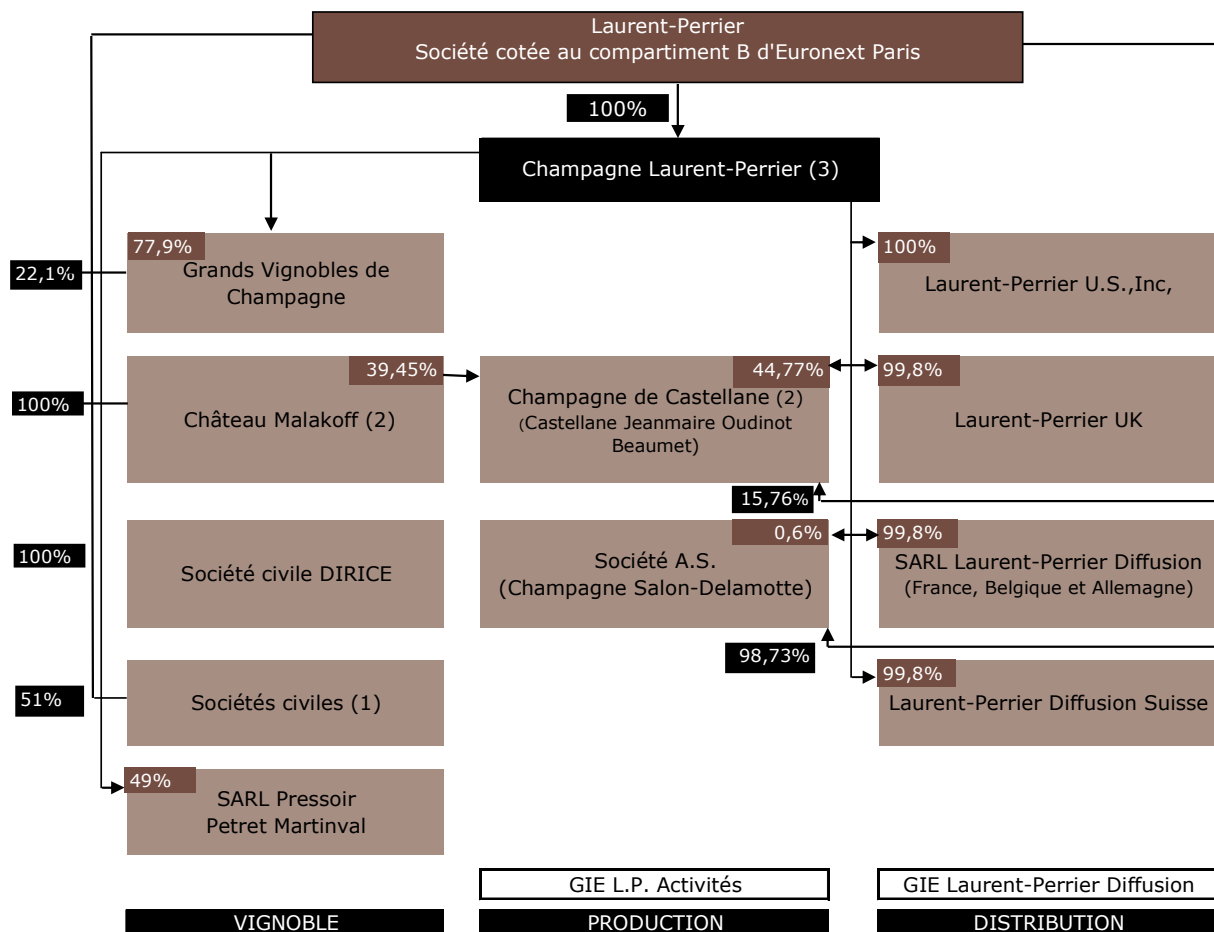 Laurent-Perrier
Société cotée au compartiment B d'Euronext Paris
100%
Champagne Laurent-Perrier (3)
77,9%
Grands Vignobles de
Champagne
22,1%
100%
Laurent-Perrier U.S.,Inc,
39,45%
Château Malakoff (2)
100%
44,77%
Champagne de Castellane (2)
(Castellane Jeanmaire Oudinot
Beaumet)
15,76%
99,8%
Laurent-Perrier UK
100%
Société civile DIRICE
0,6%
Société A.S.
(Champagne Salon-Delamotte)
98,73%
99,8%
SARL Laurent-Perrier Diffusion
(France, Belgique et Allemagne)
51%
Sociétés civiles (1)
99,8%
Laurent-Perrier Diffusion Suisse
49%
SARL Pressoir
Petret Martinval
GIE L.P. Activités
GIE Laurent-Perrier Diffusion
VIGNOBLE
PRODUCTION
DISTRIBUTION